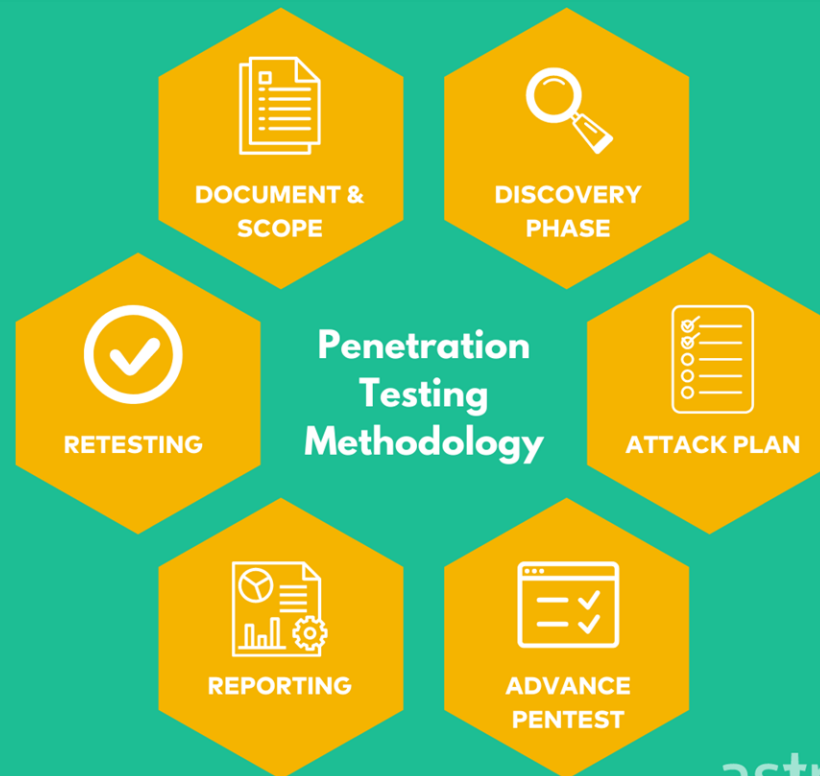 DOCUMENT &
SCOPE
DISCOVERY
PHASE
Penetration
Testing
Methodology
RETESTING
ATTACK PLAN
REPORTING
ADVANCE
PENTEST